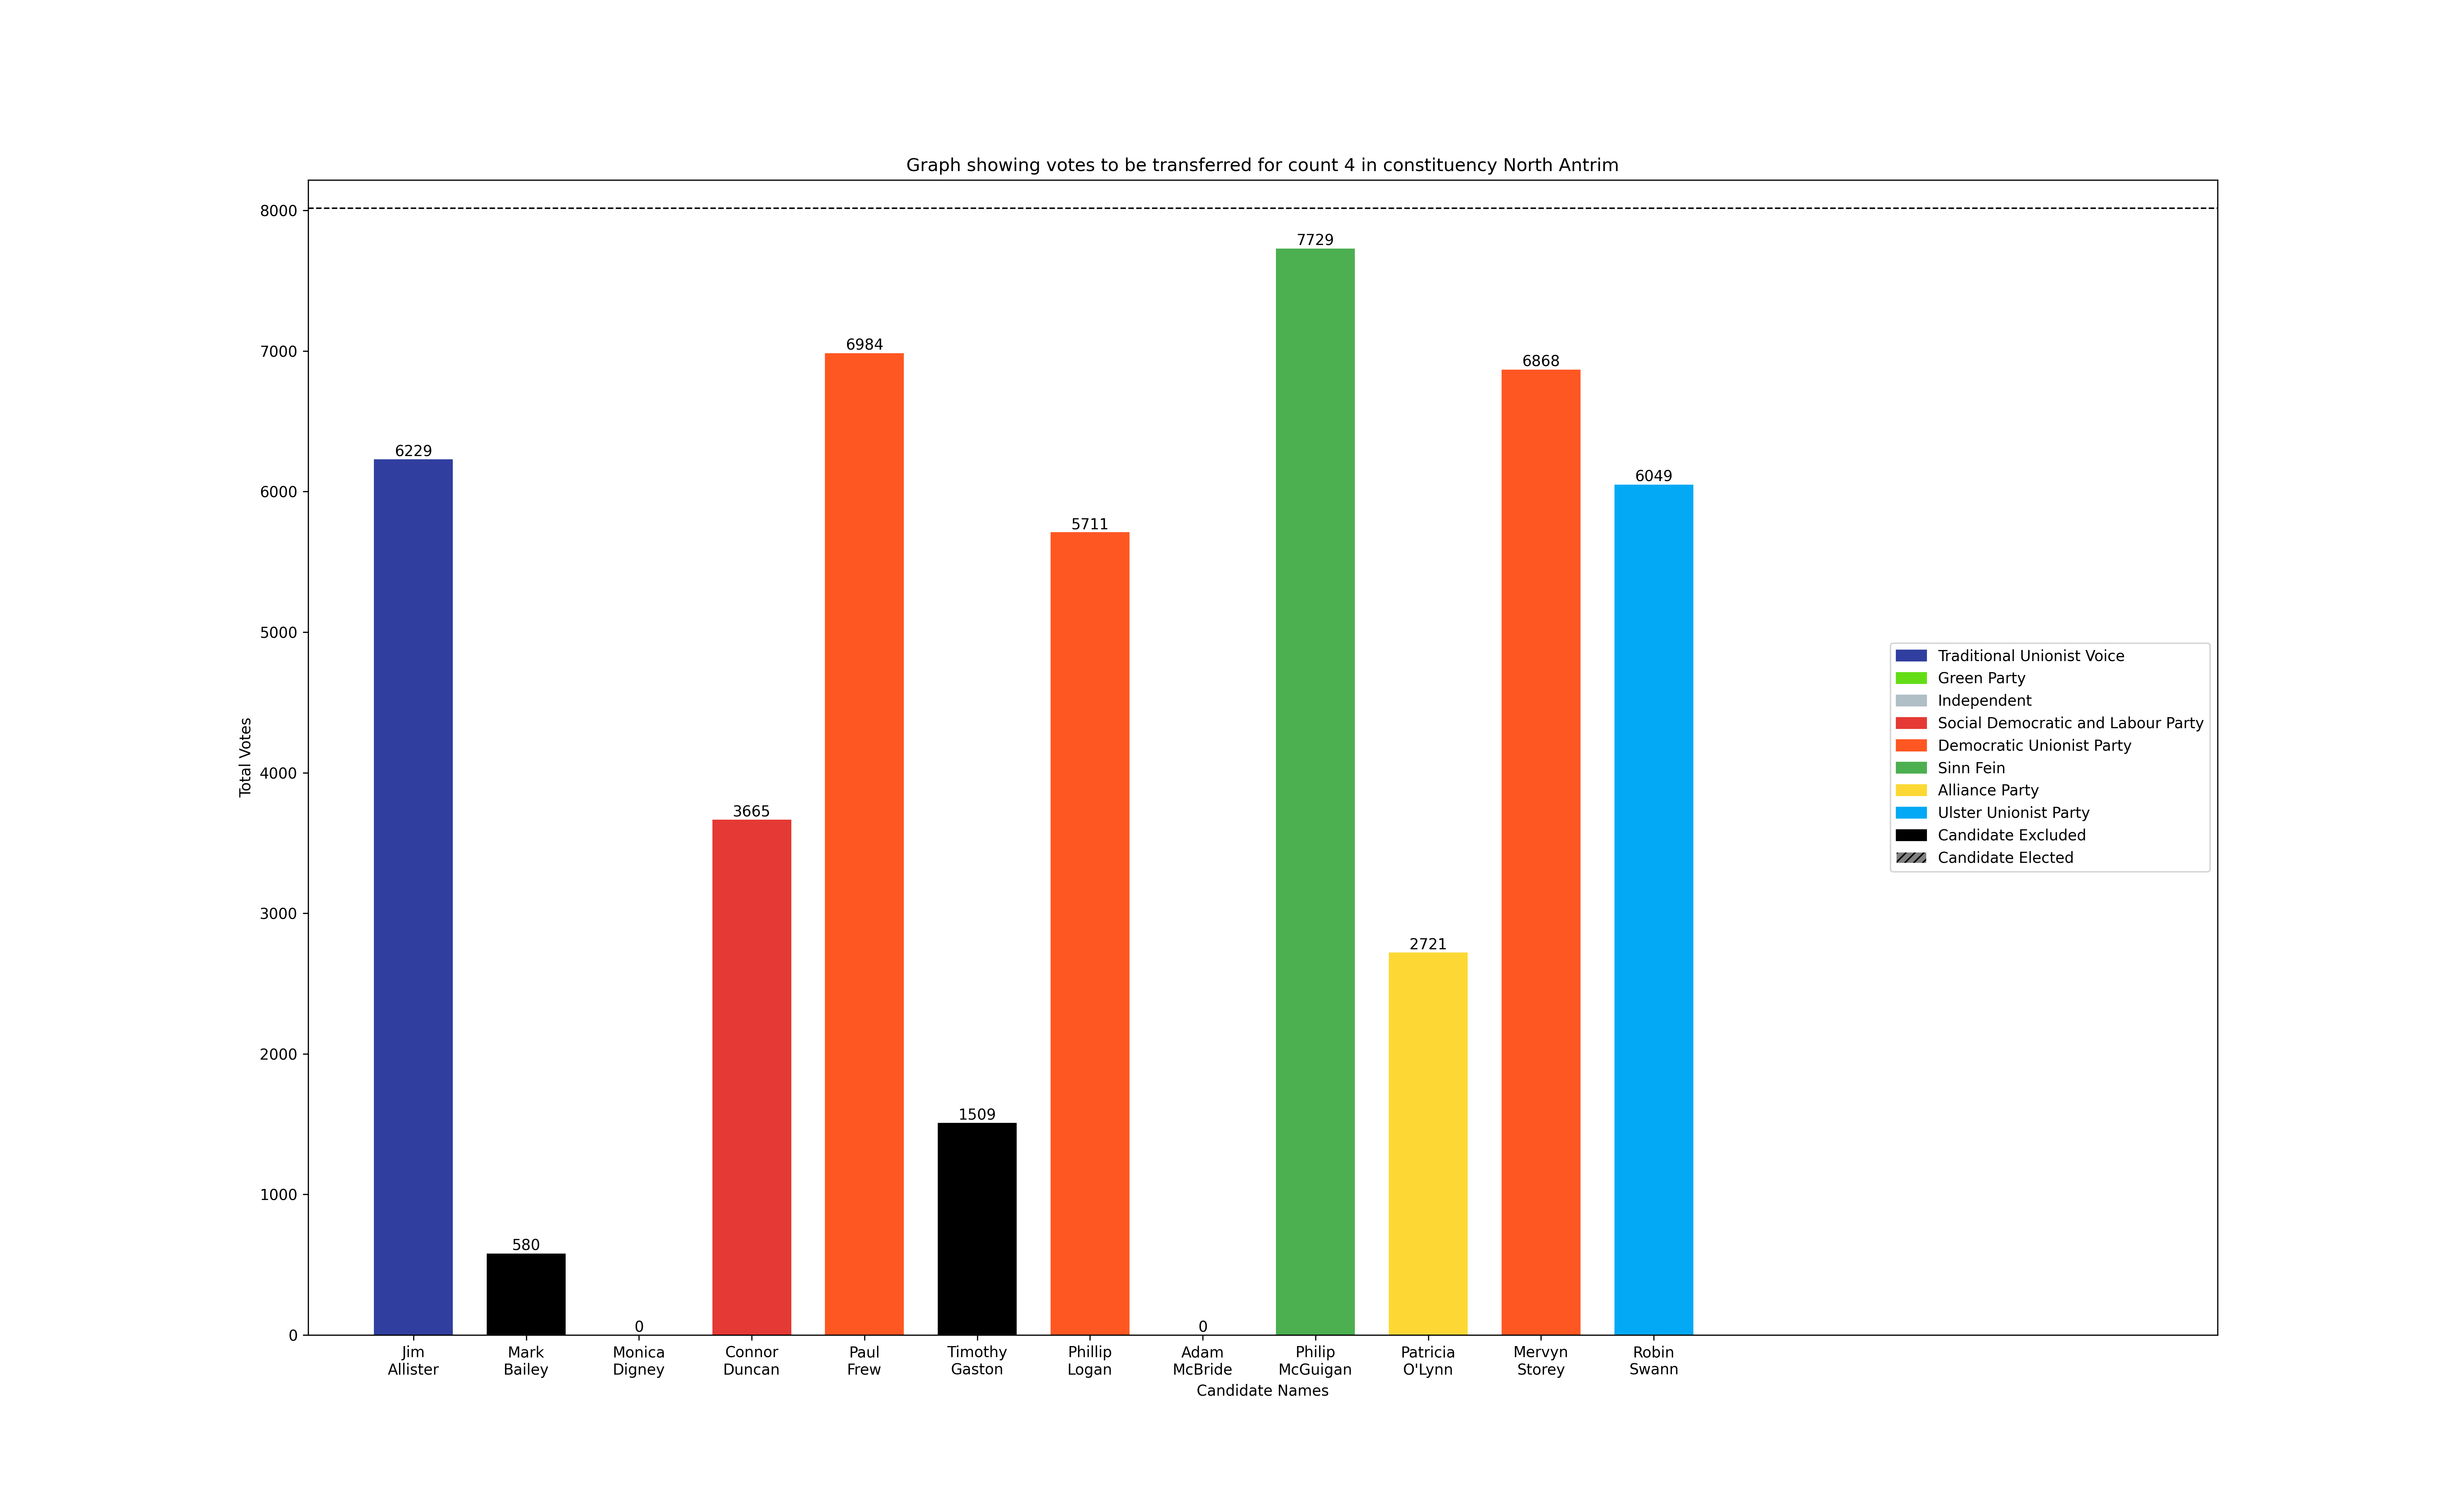 Graph showing votes to be transferred for count 4 in constituency North Antrim
Total Votes
8000
7000
6000
5000
4000
3000
2000
1000
0
6229
580
0
3665
6984
1509
5711
0
7729
2721
6868
6049
Jim
Allister
Mark
Bailey
Monica
Digney
Connor
Duncan
Paul
Frew
Timothy
Gaston
Phillip
Logan
Adam
McBride
Philip
McGuigan
Patricia
O'Lynn
Mervyn
Storey
Robin
Swann
Candidate Names
Traditional Unionist Voice
Green Party
Independent
Social Democratic and Labour Party
Democratic Unionist Party
Sinn Fein
Alliance Party
Ulster Unionist Party
Candidate Excluded
Candidate Elected